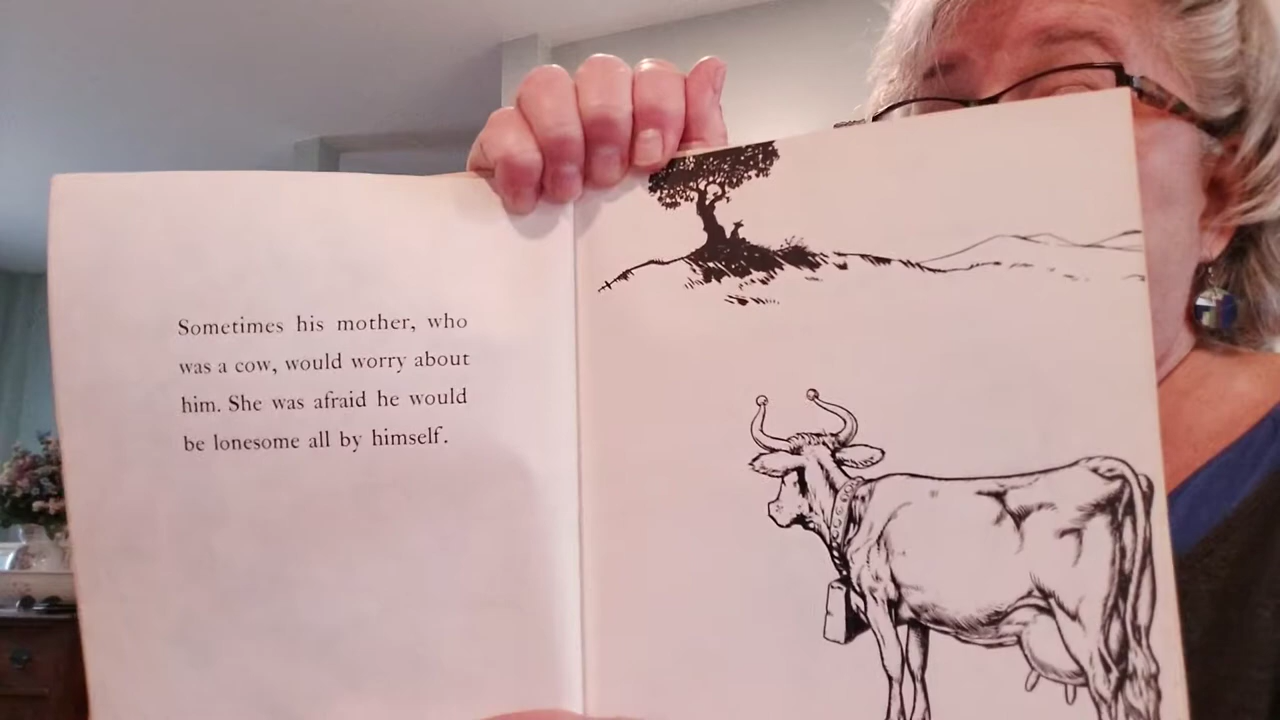 Sometimes his mother, who
was a cow, would worry about
him. She was afraid he would
be lonesome all by himself.